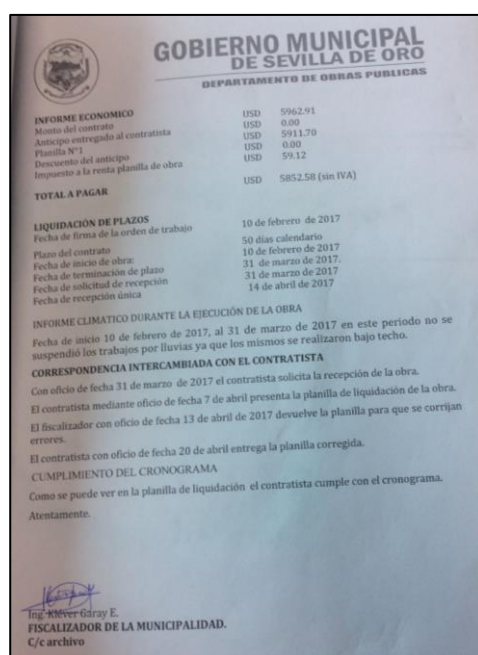 GOBIERNO MUNICIPAL
DE SEVILLA DE ORO
DEPARTAMENTO DE OBRAS PUBLICAS
INFORME ECONOMICO
Monto del contrato USD 5962.91
Anticipo entregado al contratista USD 0.00
Planilla N°1 USD 5911.70
Descuento del anticipo USD 0.00
Impuesto a la renta planilla de obra USD 59.12
TOTAL A PAGAR USD 5852.58 (sin IVA)
LIQUIDACIÓN DE PLAZOS
Fecha de firma de la orden de trabajo 10 de febrero de 2017
Plazo del contrato 50 días calendario
Fecha de inicio de obra: 10 de febrero de 2017
Fecha de terminación de plazo 31 de marzo de 2017.
Fecha de solicitud de recepción 31 de marzo de 2017
Fecha de recepción única 14 de abril de 2017
INFORME CLIMATICO DURANTE LA EJECUCIÓN DE LA OBRA
Fecha de inicio 10 de febrero de 2017, al 31 de marzo de 2017 en este periodo no se
suspendió los trabajos por lluvias ya que los mismos se realizaron bajo techo.
CORRESPONDENCIA INTERCAMBIADA CON EL CONTRATISTA
Con oficio de fecha 31 de marzo de 2017 el contratista solicita la recepción de la obra.
El contratista mediante oficio de fecha 7 de abril presenta la planilla de liquidación de la obra.
El fiscalizador con oficio de fecha 13 de abril de 2017 devuelve la planilla para que se corrijan
errores.
El contratista con oficio de fecha 20 de abril entrega la planilla corregida.
CUMPLIMIENTO DEL CRONOGRAMA
Como se puede ver en la planilla de liquidación el contratista cumple con el cronograma.
Atentamente.
Ing. Kléver Garay E.
FISCALIZADOR DE LA MUNICIPALIDAD.
C/c archivo